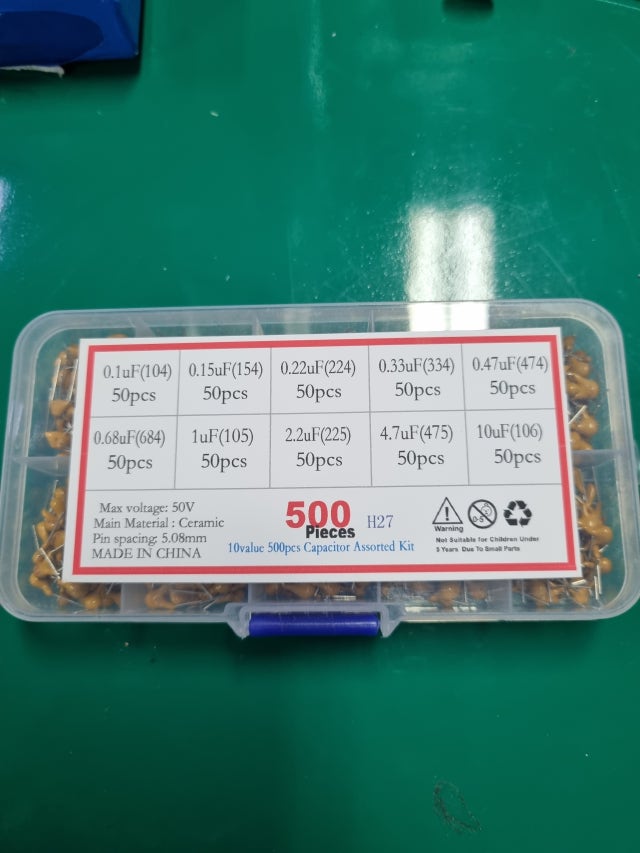 0.1uF(104) 0.15uF(154) 0.22uF(224) 0.33uF(334) 0.47uF(474)
50pcs 50pcs 50pcs 50pcs 50pcs
0.68uF(684) 1uF(105) 2.2uF(225) 4.7uF(475) 10uF(106)
50pcs 50pcs 50pcs 50pcs 50pcs
Max voltage: 50V
Main Material : Ceramic
Pin spacing: 5.08mm
MADE IN CHINA
500
Pieces
H27
10value 500pcs Capacitor Assorted Kit
Warning
0-5
Not Suitable for Children Under
5 Years Due To Small Parts